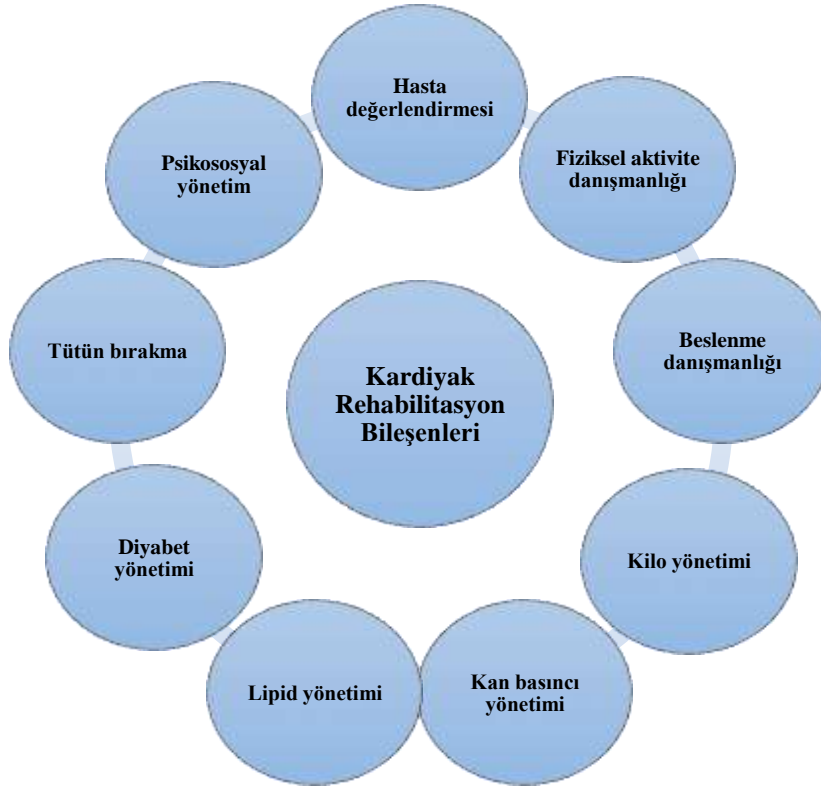 Hasta
değerlendirmesi
Fiziksel aktivite
danışmanlığı
Beslenme
danışmanlığı
Kilo yönetimi
Kan basıncı
yönetimi
Lipid yönetimi
Diyabet
yönetimi
Tütün bırakma
Psikososyal
yönetim
Kardiyak
Rehabilitasyon
Bileşenleri